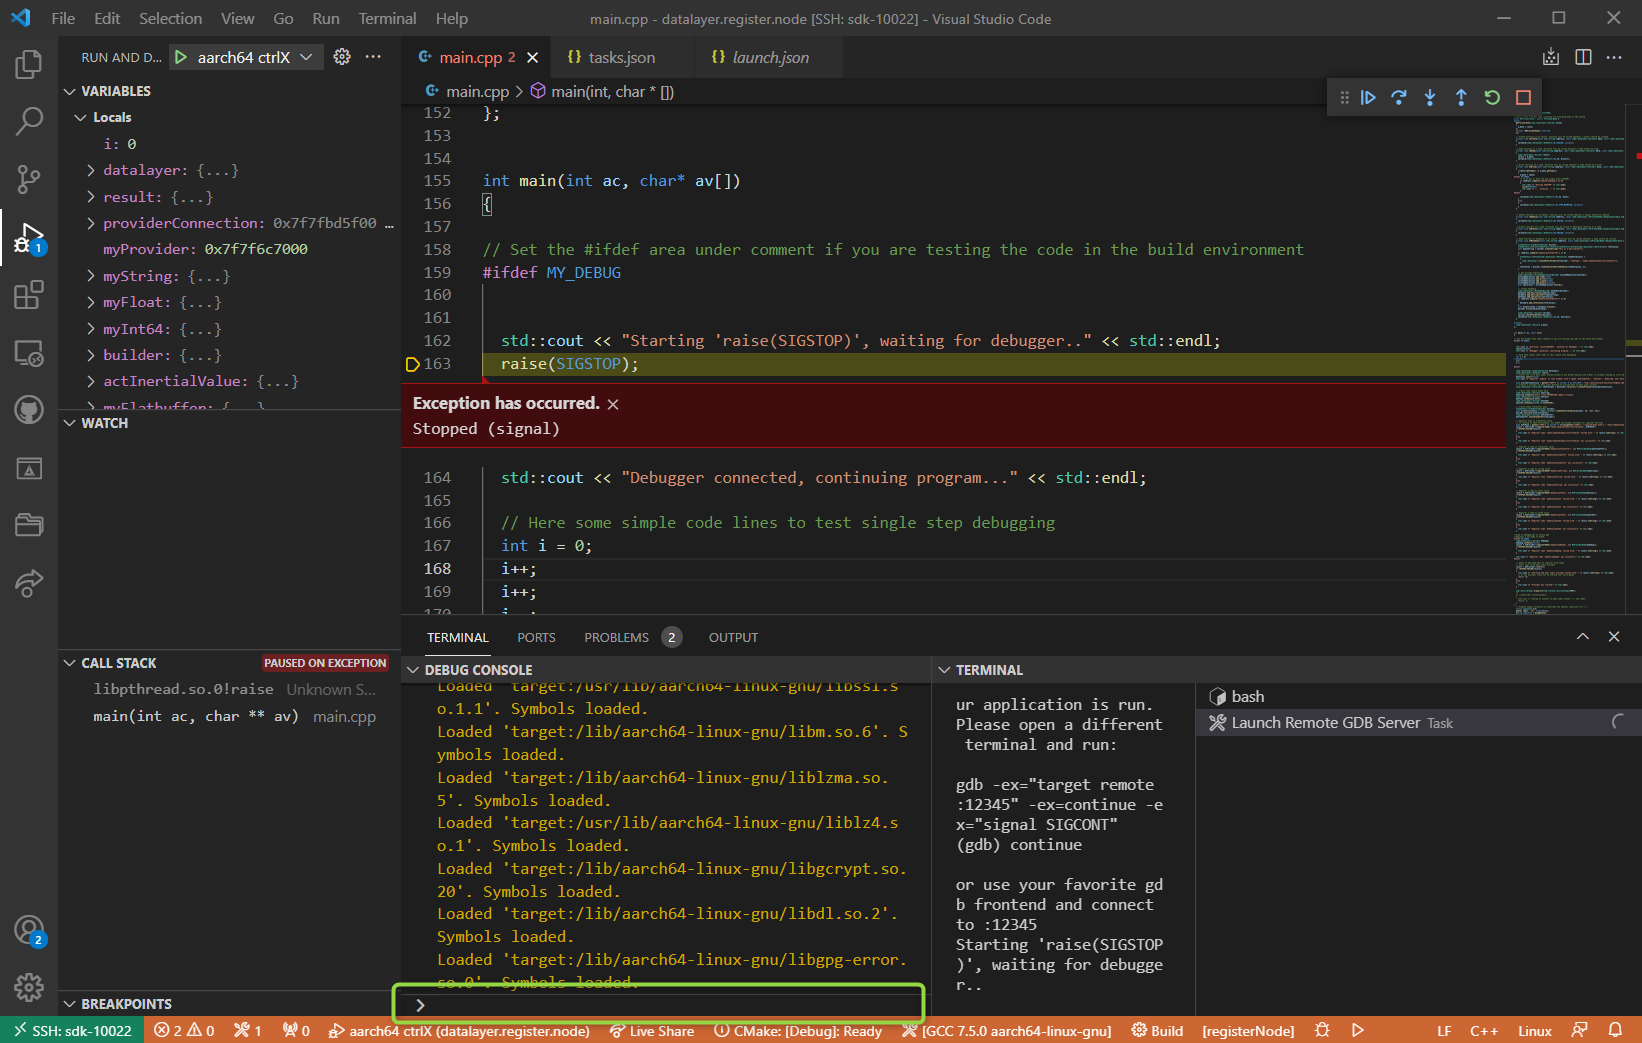 File Edit Selection View Go Run Terminal Help
main.cpp - datalayer.register.node [SSH: sdk-10022] - Visual Studio Code
RUN AND D... aarch64 ctrlX
main.cpp 2
tasks.json
launch.json
VARIABLES
Locals
i: 0
datalayer: {...}
result: {...}
providerConnection: 0x7f7fbd5f00 ...
myProvider: 0x7f7f6c7000
myString: {...}
myFloat: {...}
myInt64: {...}
builder: {...}
actInertialValue: {...}
myFlatbuffer: {...}
WATCH
CALL STACK
PAUSED ON EXCEPTION
libpthread.so.0!raise Unknown S...
main(int ac, char ** av) main.cpp
BREAKPOINTS
1
2
main.cpp > main(int, char * [])
152 };
153
154
155 int main(int ac, char* av[])
156 {
157
158 // Set the #ifdef area under comment if you are testing the code in the build environment
159 #ifdef MY_DEBUG
160
161
162 std::cout << "Starting 'raise(SIGSTOP)', waiting for debugger.." << std::endl;
163 raise(SIGSTOP);
Exception has occurred.
Stopped (signal)
164 std::cout << "Debugger connected, continuing program..." << std::endl;
165
166 // Here some simple code lines to test single step debugging
167 int i = 0;
168 i++;
169 i++;
170
TERMINAL PORTS PROBLEMS 2 OUTPUT
DEBUG CONSOLE
Loaded 'target:/usr/lib/aarch64-linux-gnu/libssl.s
o.1.1'. Symbols loaded.
Loaded 'target:/lib/aarch64-linux-gnu/libm.so.6'. S
ymbols loaded.
Loaded 'target:/lib/aarch64-linux-gnu/liblzma.so.
5'. Symbols loaded.
Loaded 'target:/usr/lib/aarch64-linux-gnu/liblz4.s
o.1'. Symbols loaded.
Loaded 'target:/lib/aarch64-linux-gnu/libgcrypt.so.
20'. Symbols loaded.
Loaded 'target:/lib/aarch64-linux-gnu/libdl.so.2'.
Symbols loaded.
Loaded 'target:/lib/aarch64-linux-gnu/libgpg-error.
so.0'. Symbols loaded.
>
TERMINAL
ur application is run.
Please open a different
terminal and run:
gdb -ex="target remote
:12345" -ex=continue -e
x="signal SIGCONT"
(gdb) continue
or use your favorite gd
b frontend and connect
to :12345
Starting 'raise(SIGSTOP
)', waiting for debugge
r..
bash
Launch Remote GDB Server Task
SSH: sdk-10022 2 0 1 0 aarch64 ctrlX (datalayer.register.node) Live Share CMake: [Debug]: Ready [GCC 7.5.0 aarch64-linux-gnu] Build [registerNode] LF C++ Linux